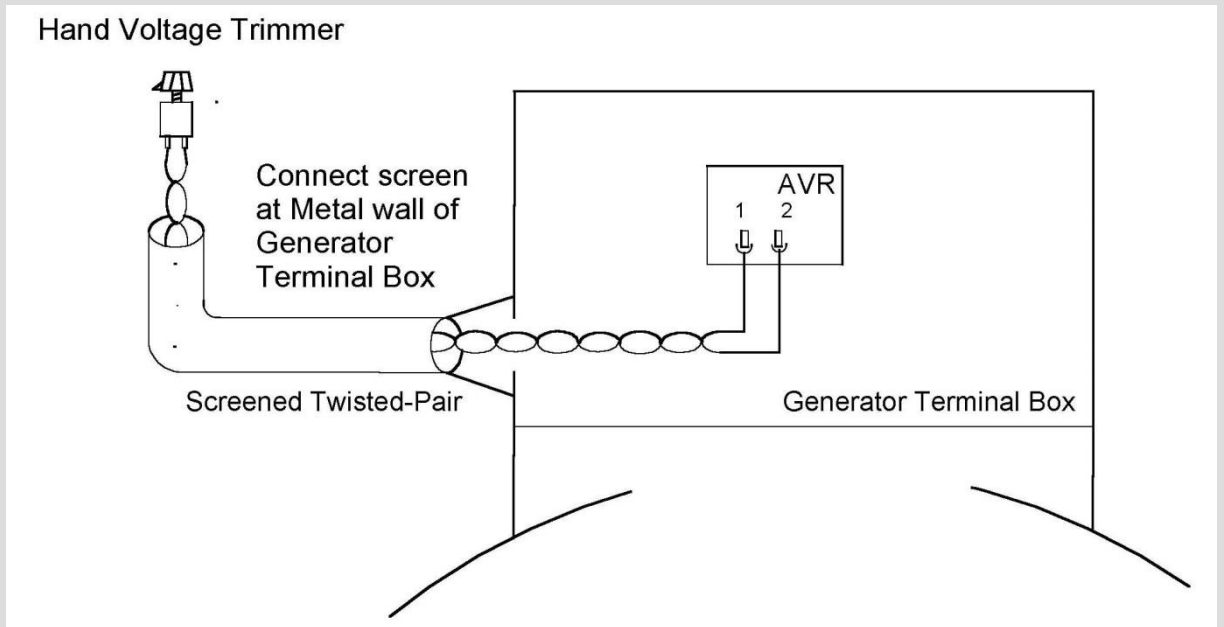 Hand Voltage Trimmer
Connect screen
at Metal wall of
Generator
Terminal Box
AVR
1 2
Screened Twisted-Pair
Generator Terminal Box